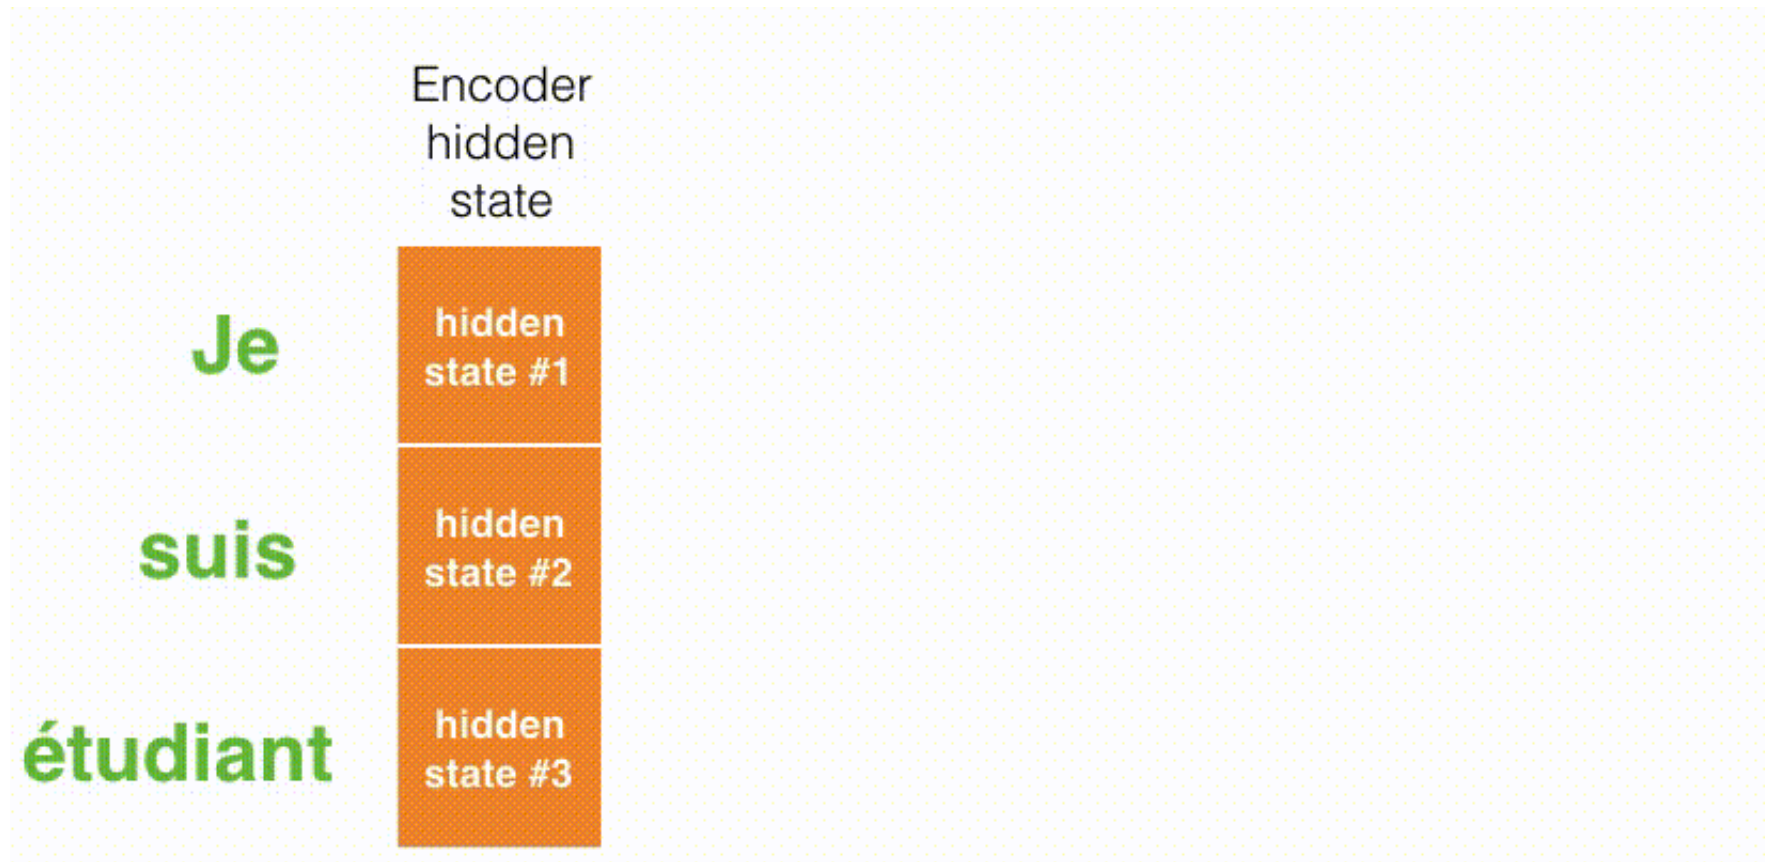 Encoder
hidden
state
Je
hidden
state #1
suis
hidden
state #2
étudiant
hidden
state #3